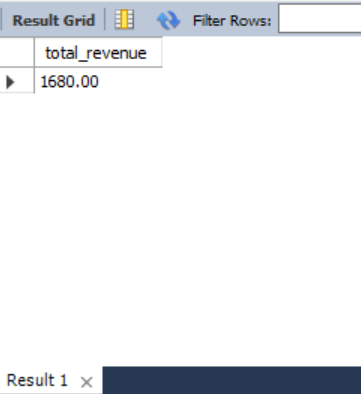 Result Grid Filter Rows:
total_revenue
1680.00
Result 1